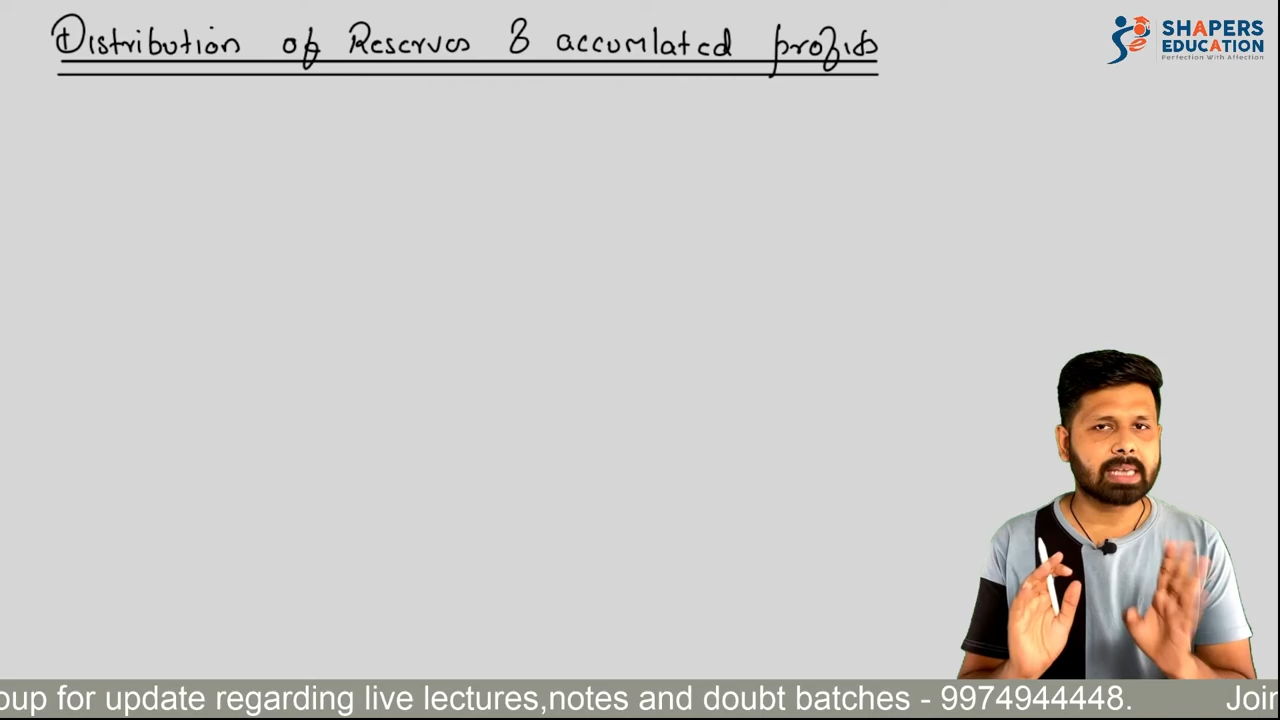 Distribution of Reserves & accumlated profits
SHAPERS
EDUCATION
Perfection With Affection
oup for update regarding live lectures,notes and doubt batches - 9974944448.
Join